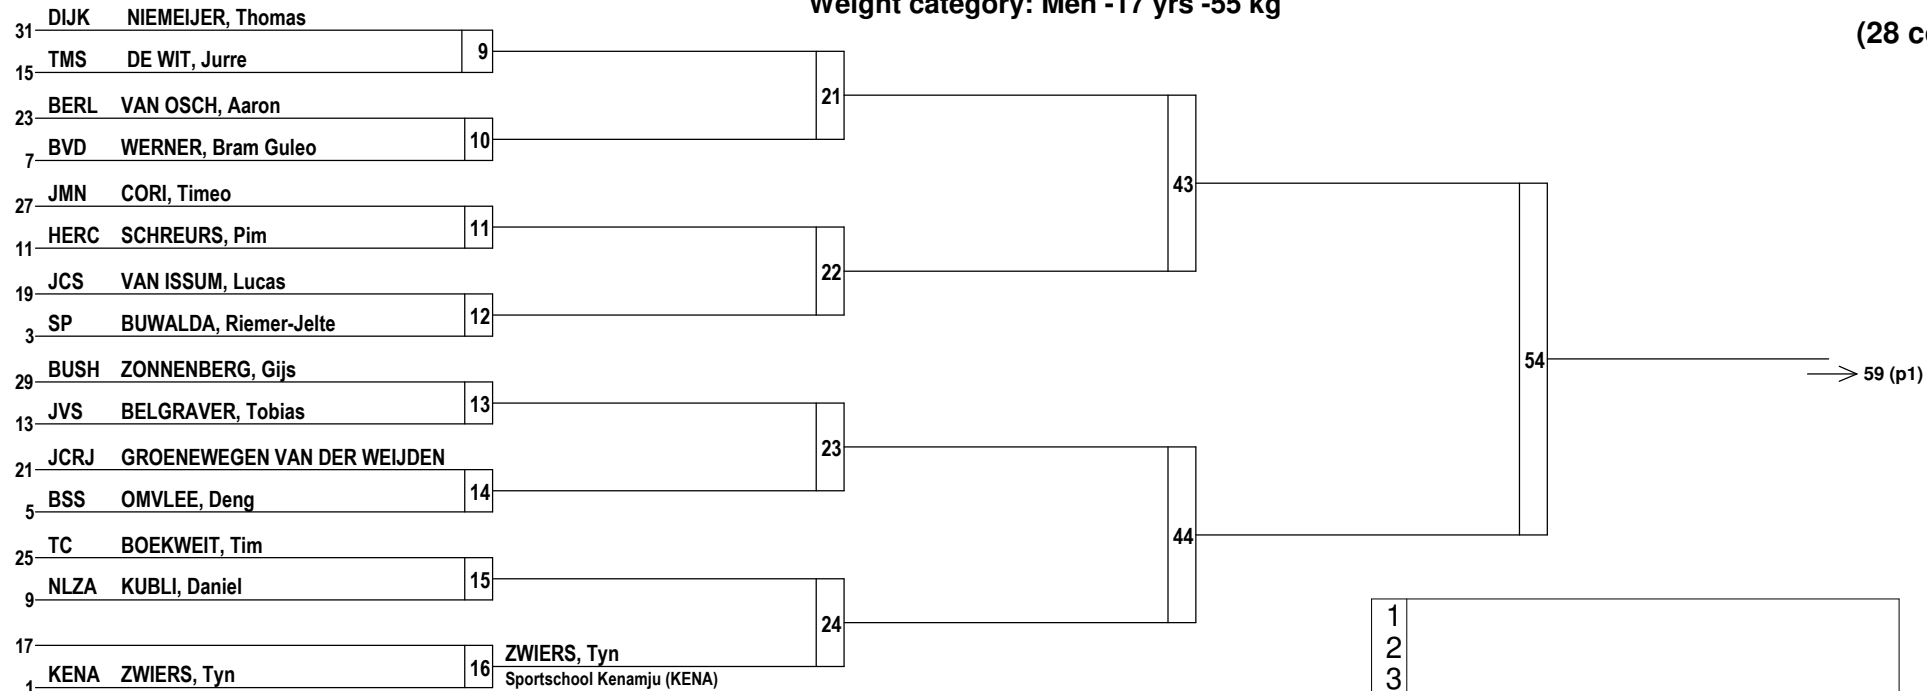 Weight category: Men -17 yrs -55 kg
(28 c
31 DIJK NIEMEIJER, Thomas
9
15 TMS DE WIT, Jurre
21
23 BERL VAN OSCH, Aaron
10
7 BVD WERNER, Bram Guleo
43
27 JMN CORI, Timeo
11
11 HERC SCHREURS, Pim
22
19 JCS VAN ISSUM, Lucas
12
3 SP BUWALDA, Riemer-Jelte
54
59 (p1)
29 BUSH ZONNENBERG, Gijs
13
13 JVS BELGRAVER, Tobias
23
21 JCRJ GROENEWEGEN VAN DER WEIJDEN
14
5 BSS OMVLEE, Deng
44
25 TC BOEKWEIT, Tim
15
9 NLZA KUBLI, Daniel
24
17
16 ZWIERS, Tyn
Sportschool Kenamju (KENA)
1 KENA ZWIERS, Tyn
1
2
3